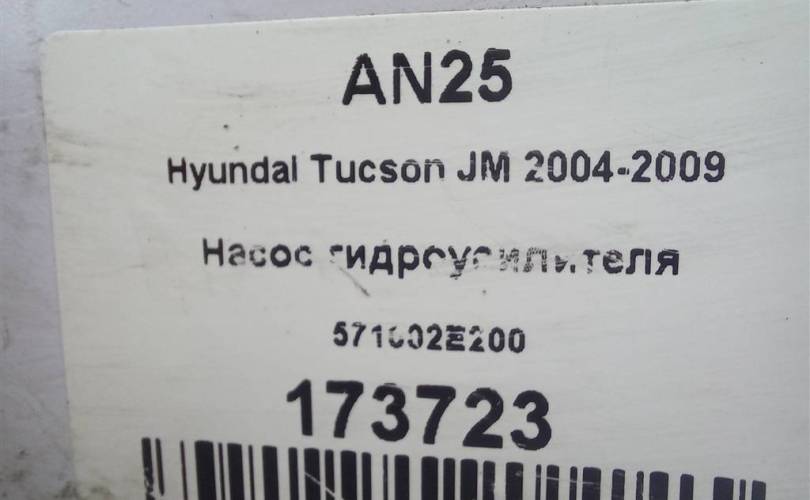 AN25
Hyundai Tucson JM 2004-2009
Насос гидроусилителя
571002E200
173723